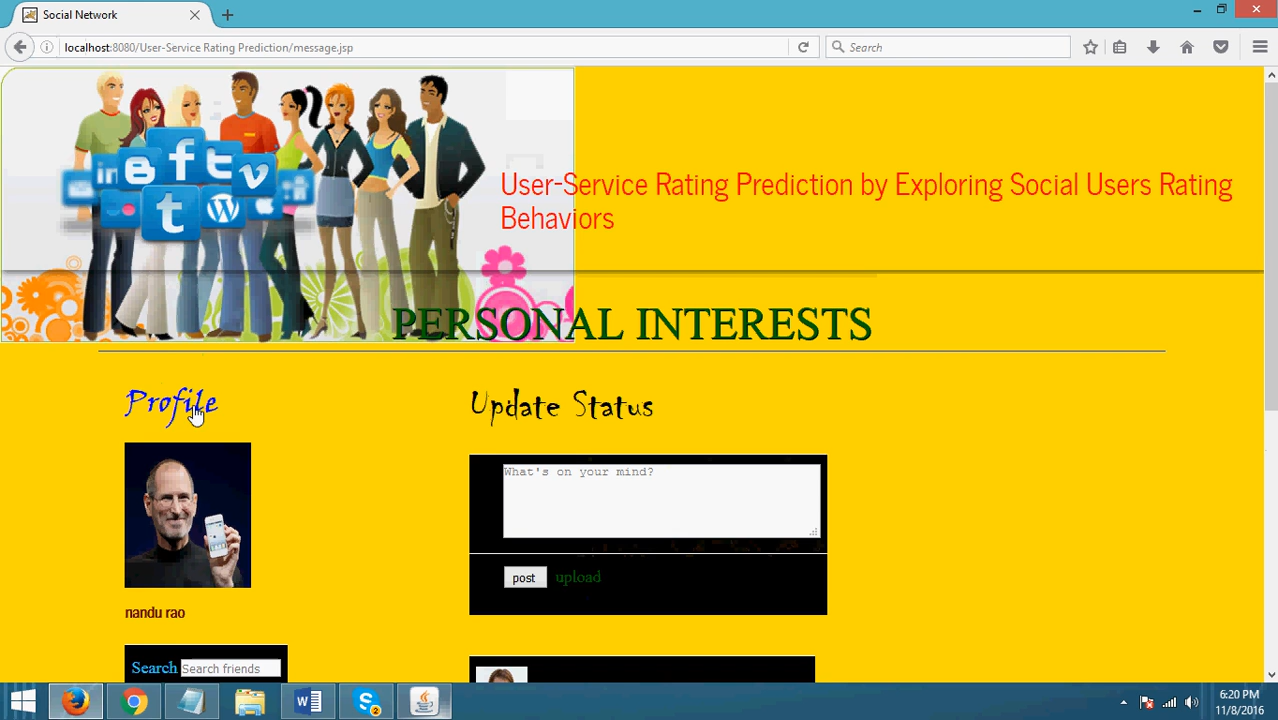 Social Network
localhost:8080/User-Service Rating Prediction/message.jsp
Search
User-Service Rating Prediction by Exploring Social Users Rating
Behaviors
PERSONAL INTERESTS
Profile
Update Status
What's on your mind?
post upload
nandu rao
Search Search friends
6:20 PM
11/8/2016